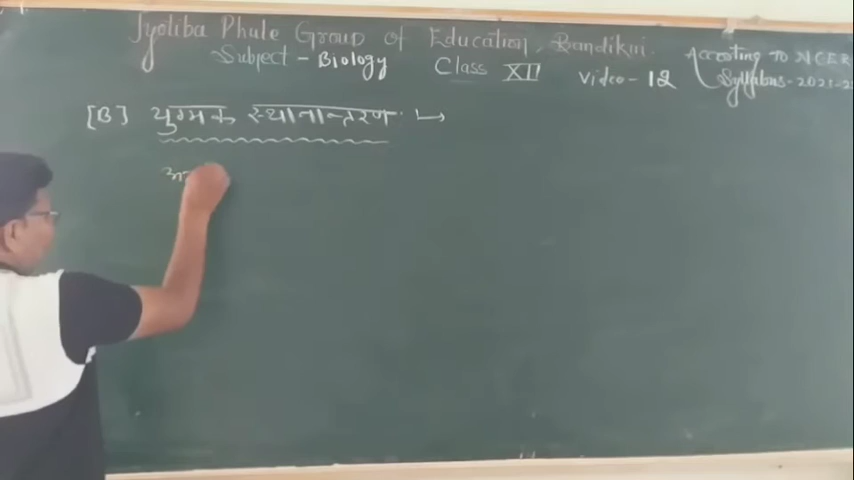 Jyotiba Phule Group of Education, Bandikui.
Subject - Biology Class XII Video - 12 According To NCER
Syllabus - 2021-2
[B] युग्मक स्थानान्तरण :→